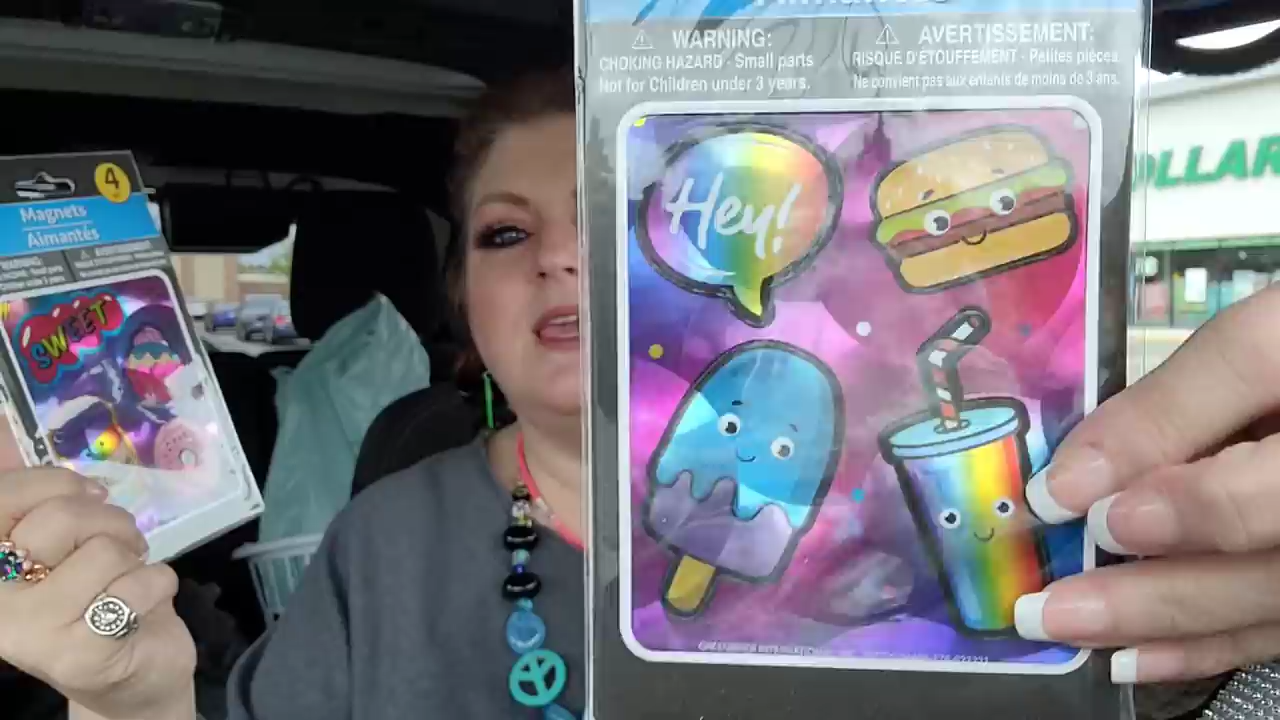 4
Magnets
Aimantés
SWEET
WARNING:
CHOKING HAZARD - Small parts
Not for Children under 3 years.
AVERTISSEMENT:
RISQUE D'ÉTOUFFEMENT - Petites pièces.
Ne convient pas aux enfants de moins de 3 ans.
Hey!
OLLAR